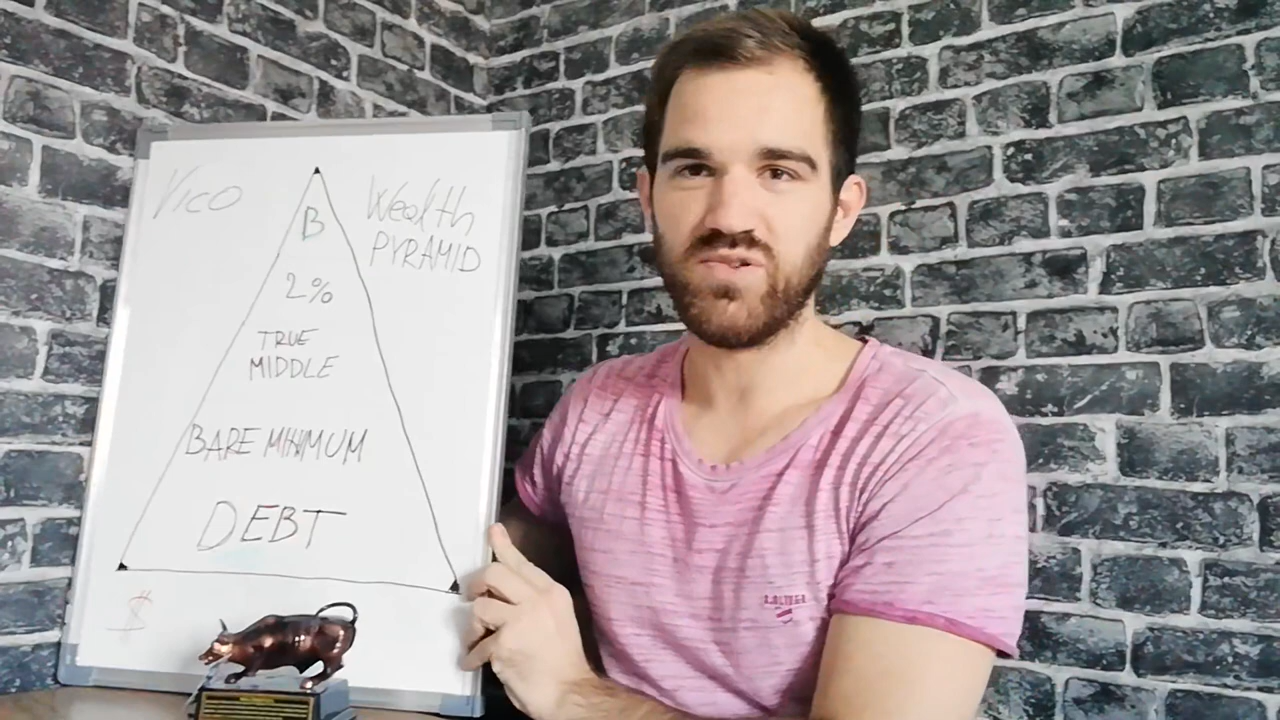 Vico
Wealth
PYRAMID
B
2%
TRUE
MIDDLE
BARE MINIMUM
DEBT
$